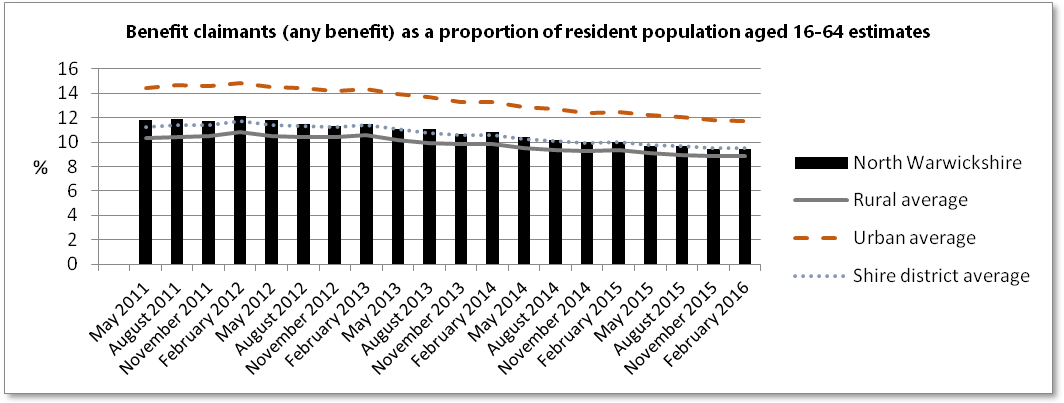 Benefit claimants (any benefit) as a proportion of resident population aged 16-64 estimates
16
14
12
10
8
6
4
2
0
%
May 2011
August 2011
November 2011
February 2012
May 2012
August 2012
November 2012
February 2013
May 2013
August 2013
November 2013
February 2014
May 2014
August 2014
November 2014
February 2015
May 2015
August 2015
November 2015
February 2016
North Warwickshire
Rural average
Urban average
Shire district average